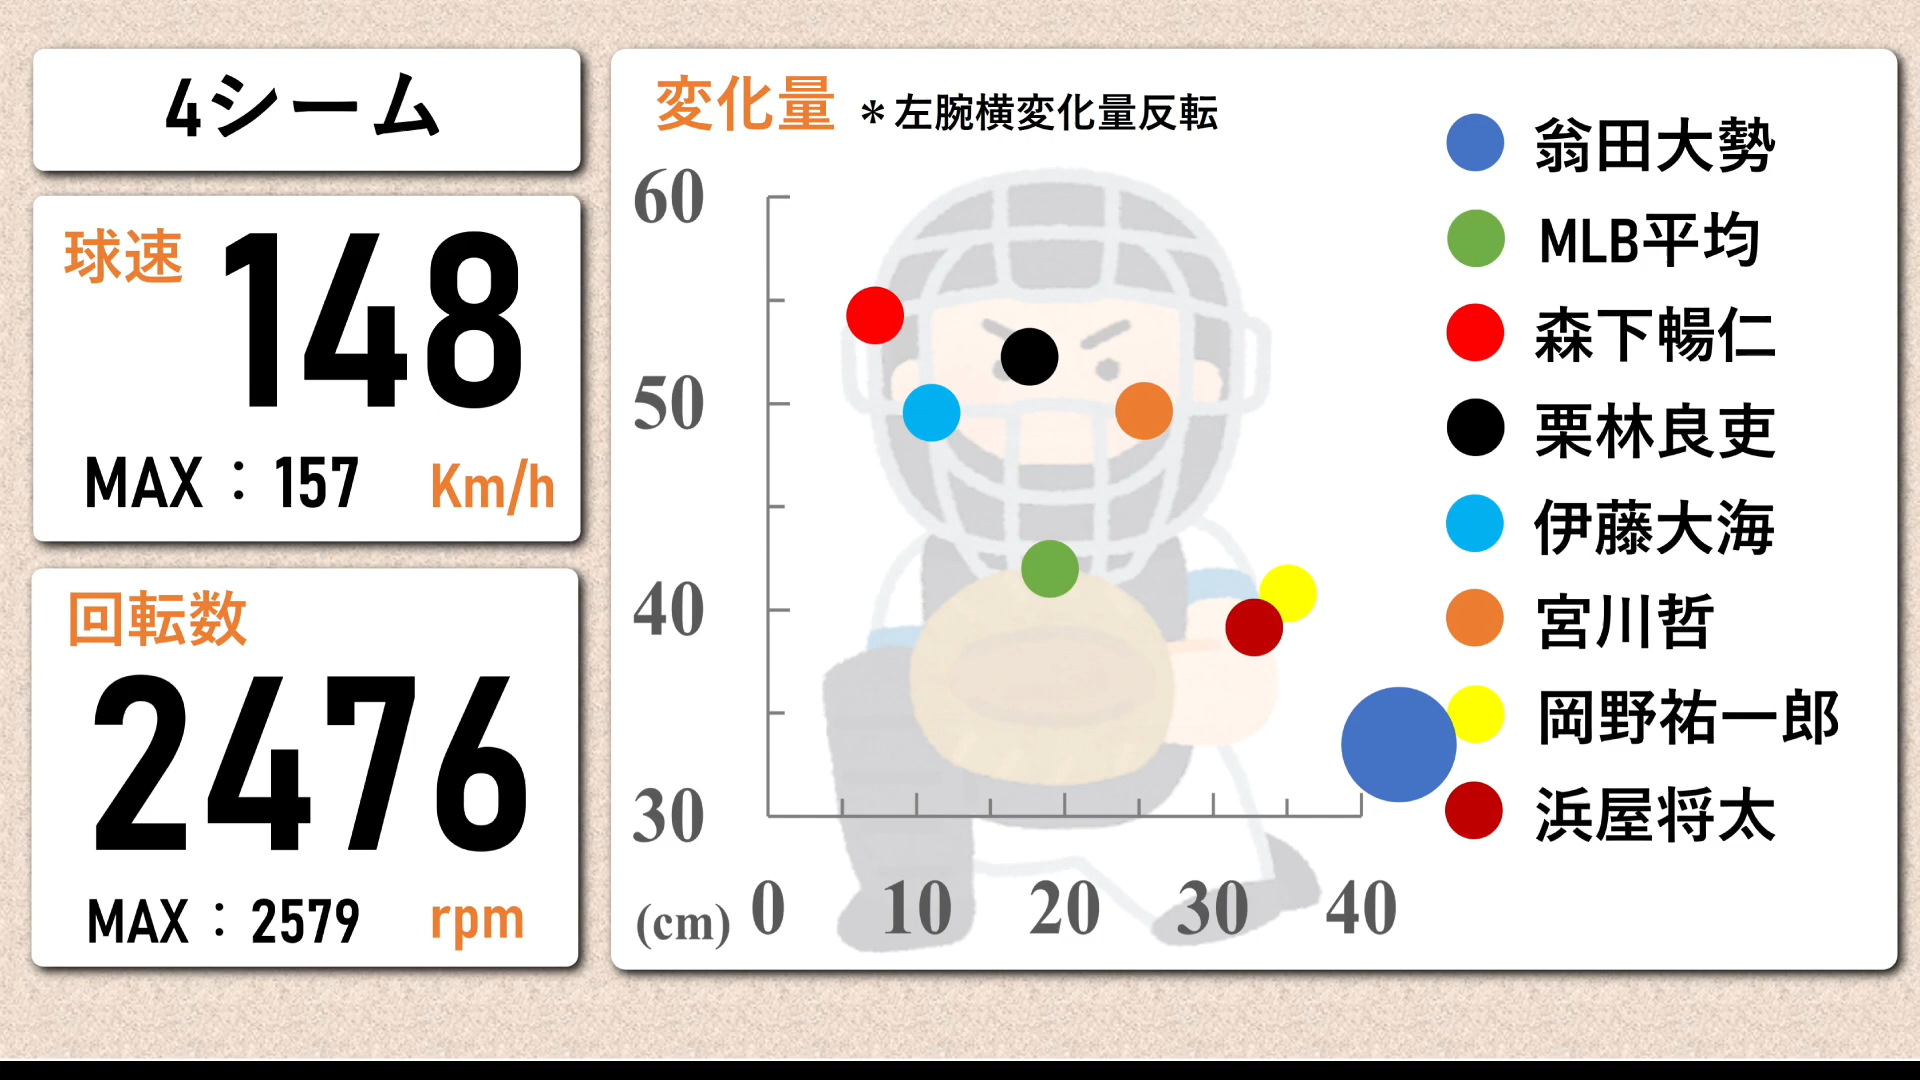 4シーム
球速 148
MAX：157 Km/h
回転数
2476
MAX：2579 rpm
変化量 *左腕横変化量反転
60
50
40
30
(cm) 0 10 20 30 40
翁田大勢
MLB平均
森下暢仁
栗林良吏
伊藤大海
宮川哲
岡野祐一郎
浜屋将太